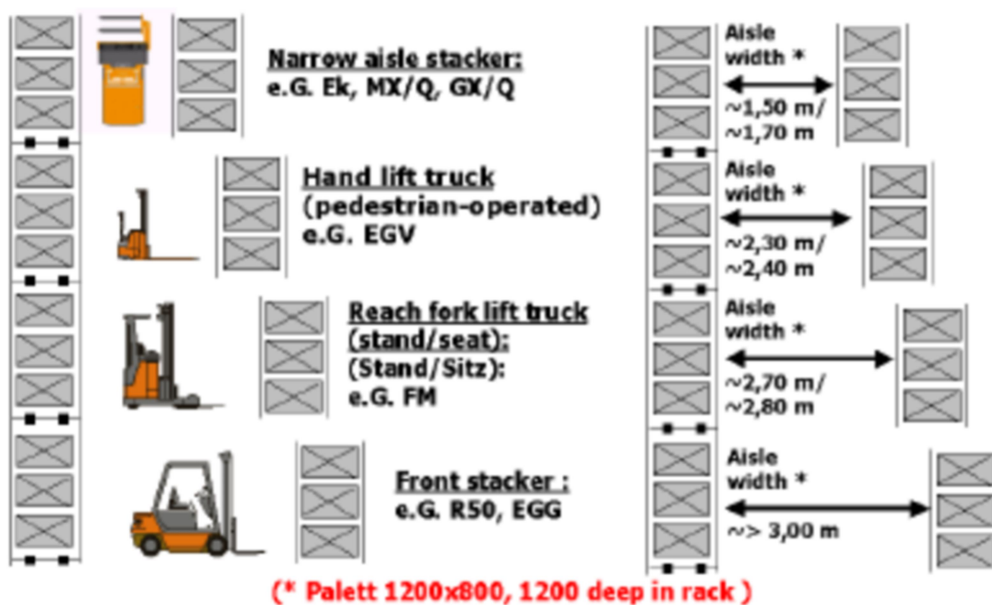 Narrow aisle stacker:
e.G. Ek, MX/Q, GX/Q
Aisle
width *
~1,50 m/
~1,70 m
Hand lift truck
(pedestrian-operated)
e.G. EGV
Aisle
width *
~2,30 m/
~2,40 m
Reach fork lift truck
(stand/seat):
(Stand/Sitz):
e.G. FM
Aisle
width *
~2,70 m/
~2,80 m
Front stacker :
e.G. R50, EGG
Aisle
width *
~> 3,00 m
(* Palett 1200x800, 1200 deep in rack )